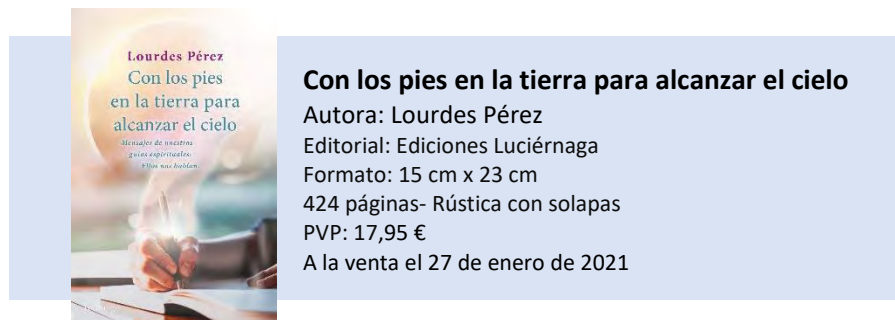 Lourdes Pérez
Con los pies
en la tierra para
alcanzar el cielo
Mensajes de nuestros
guías espirituales.
Ellos nos hablan.
Con los pies en la tierra para alcanzar el cielo
Autora: Lourdes Pérez
Editorial: Ediciones Luciérnaga
Formato: 15 cm x 23 cm
424 páginas- Rústica con solapas
PVP: 17,95 €
A la venta el 27 de enero de 2021